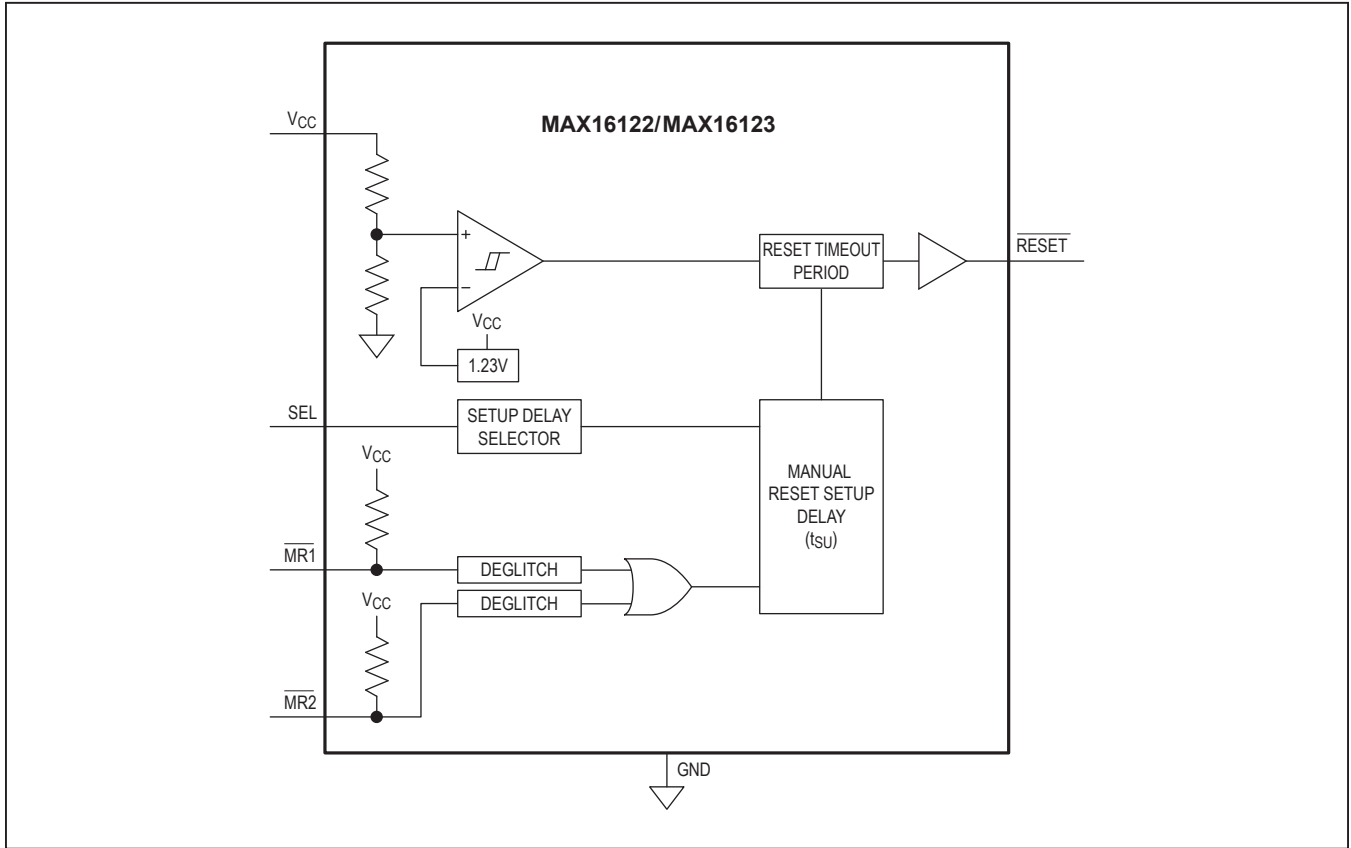 MAX16122/MAX16123
VCC
+
−
VCC
1.23V
RESET TIMEOUT
PERIOD
RESET
SEL
SETUP DELAY
SELECTOR
VCC
MR1
DEGLITCH
VCC
DEGLITCH
MR2
MANUAL
RESET SETUP
DELAY
(tSU)
GND